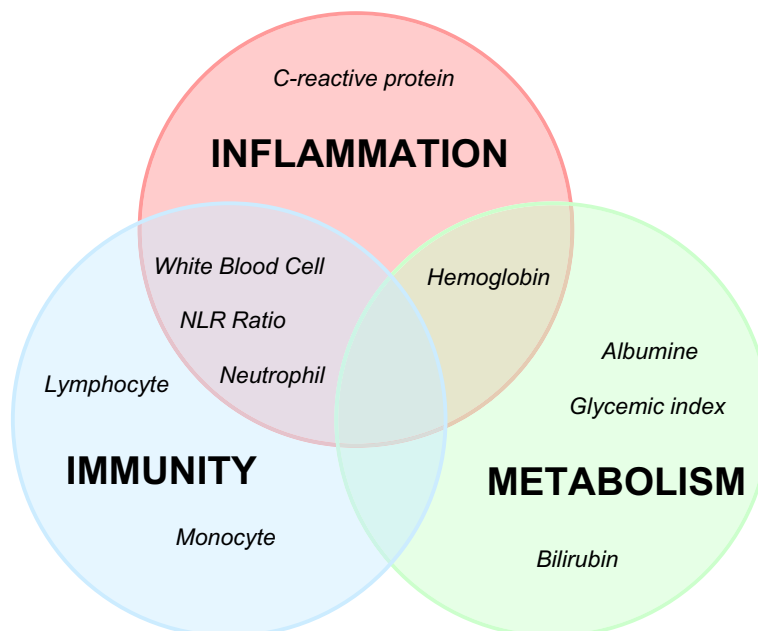 C-reactive protein
INFLAMMATION
White Blood Cell
Hemoglobin
NLR Ratio
Neutrophil
Albumine
Lymphocyte
Glycemic index
IMMUNITY
METABOLISM
Monocyte
Bilirubin